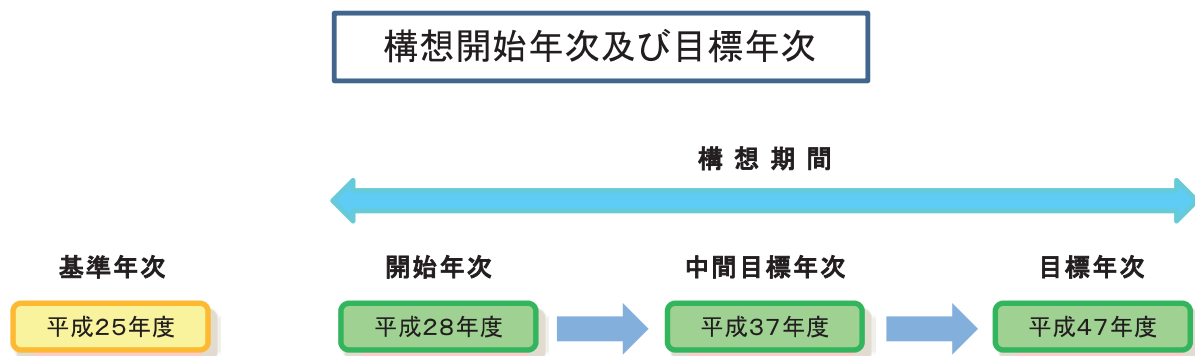 構想開始年次及び目標年次
構想期間
基準年次 開始年次 中間目標年次 目標年次
平成25年度 平成28年度 平成37年度 平成47年度